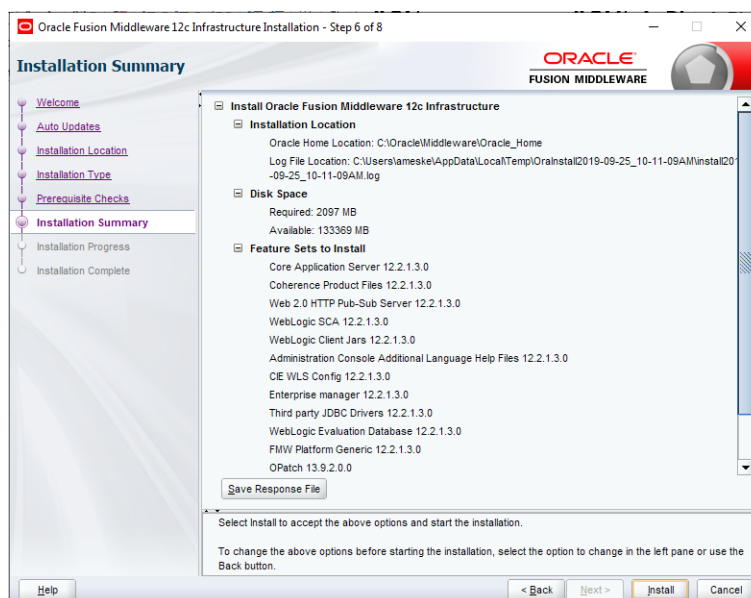 Oracle Fusion Middleware 12c Infrastructure Installation - Step 6 of 8
Installation Summary
ORACLE
FUSION MIDDLEWARE
Welcome
Auto Updates
Installation Location
Installation Type
Prerequisite Checks
Installation Summary
Installation Progress
Installation Complete
Install Oracle Fusion Middleware 12c Infrastructure
Installation Location
Oracle Home Location: C:\Oracle\Middleware\Oracle_Home
Log File Location: C:\Users\ameske\AppData\Local\Temp\OraInstall2019-09-25_10-11-09AM\install201
-09-25_10-11-09AM.log
Disk Space
Required: 2097 MB
Available: 133369 MB
Feature Sets to Install
Core Application Server 12.2.1.3.0
Coherence Product Files 12.2.1.3.0
Web 2.0 HTTP Pub-Sub Server 12.2.1.3.0
WebLogic SCA 12.2.1.3.0
WebLogic Client Jars 12.2.1.3.0
Administration Console Additional Language Help Files 12.2.1.3.0
CIE WLS Config 12.2.1.3.0
Enterprise manager 12.2.1.3.0
Third party JDBC Drivers 12.2.1.3.0
WebLogic Evaluation Database 12.2.1.3.0
FMW Platform Generic 12.2.1.3.0
OPatch 13.9.2.0.0
Save Response File
Select Install to accept the above options and start the installation.
To change the above options before starting the installation, select the option to change in the left pane or use the
Back button.
Help
< Back
Next >
Install
Cancel